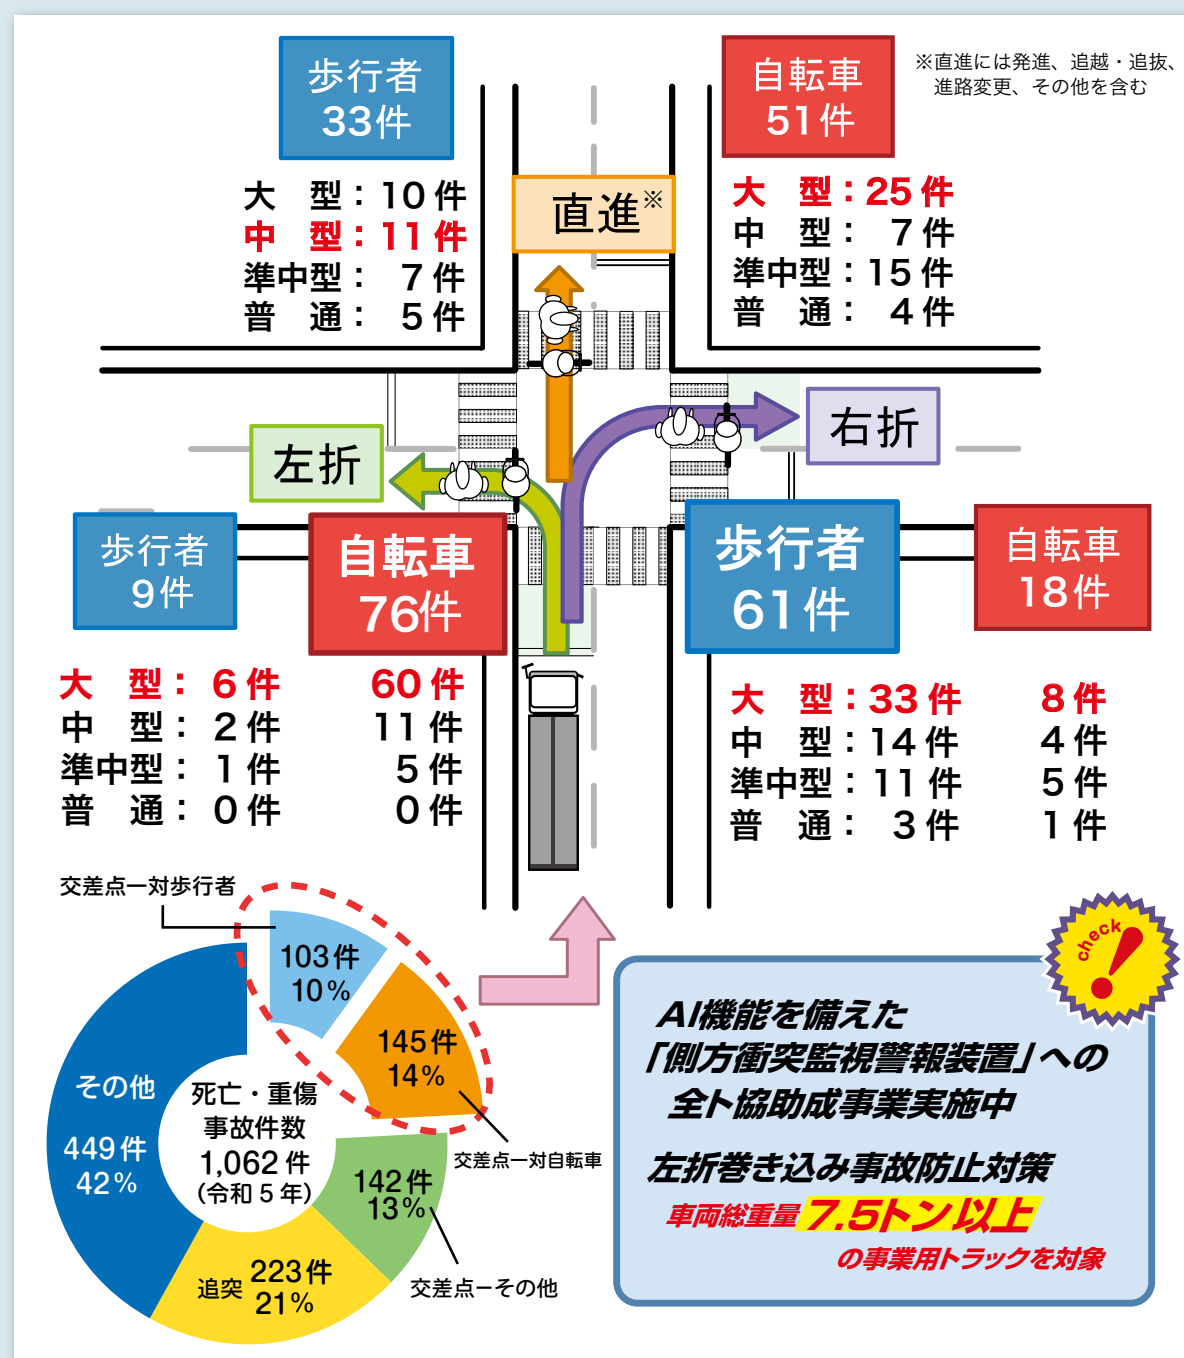 歩行者
33件
大　型：10件
中　型：11件
準中型： 7件
普　通： 5件
直進※
自転車
51件
※直進には発進、追越・追抜、
進路変更、その他を含む
大　型：25件
中　型： 7件
準中型：15件
普　通： 4件
左折
右折
歩行者
9件
自転車
76件
大　型： 6件 60件
中　型： 2件 11件
準中型： 1件 5件
普　通： 0件 0件
歩行者
61件
自転車
18件
大　型：33件 8件
中　型：14件 4件
準中型：11件 5件
普　通： 3件 1件
交差点ー対歩行者
103件
10%
145件
14%
交差点ー対自転車
142件
13%
交差点－その他
追突 223件
21%
その他
449件
42%
死亡・重傷
事故件数
1,062件
（令和５年）
check
AI機能を備えた
「側方衝突監視警報装置」への
全ト協助成事業実施中
左折巻き込み事故防止対策
車両総重量7.5トン以上
の事業用トラックを対象